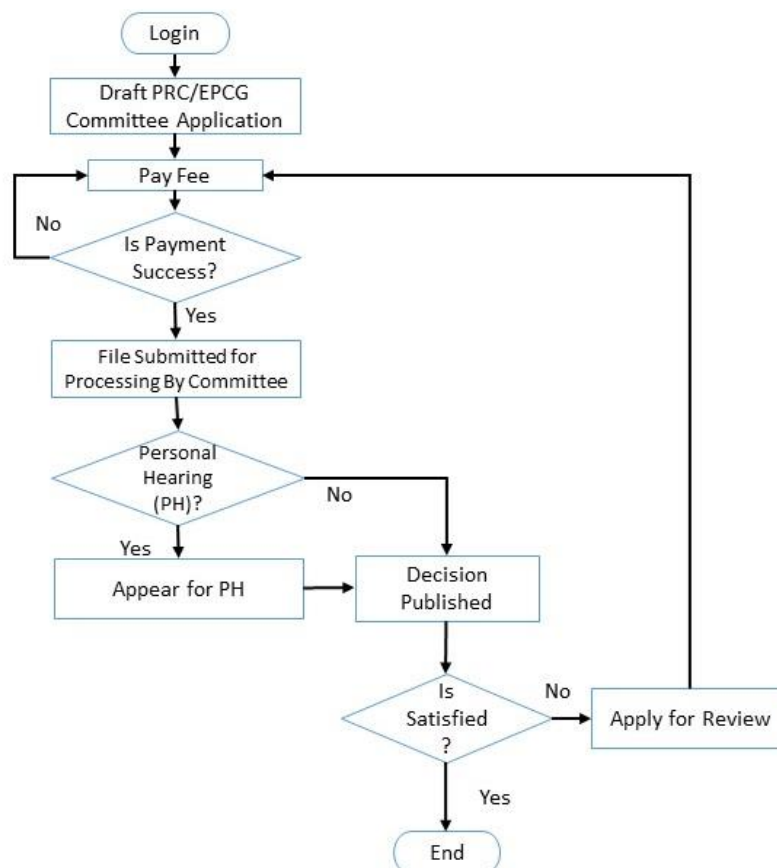 Login
Draft PRC/EPCG
Committee Application
Pay Fee
No
Is Payment
Success?
Yes
File Submitted for
Processing By Committee
Personal
Hearing
(PH)?
No
Yes
Appear for PH
Decision
Published
Is
Satisfied
?
No
Apply for Review
Yes
End